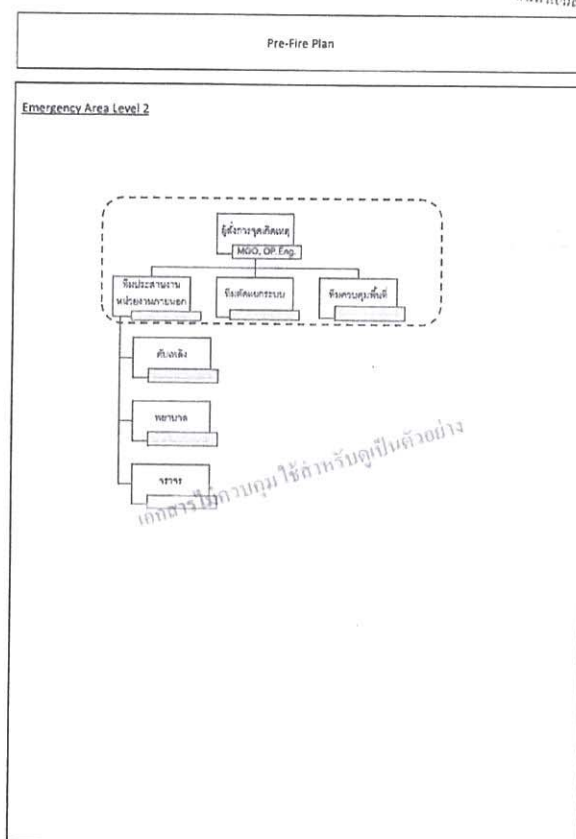 Pre-Fire Plan
Emergency Area Level 2
ผู้สั่งการจุดเกิดเหตุ
MGO, OP. Eng.
ทีมประสานงาน
หน่วยงานภายนอก
ทีมตัดแยกระบบ
ทีมควบคุมพื้นที่
ดับเพลิง
พยาบาล
จราจร
เอกสารไม่ควบคุม ใช้สำหรับดูเป็นตัวอย่าง